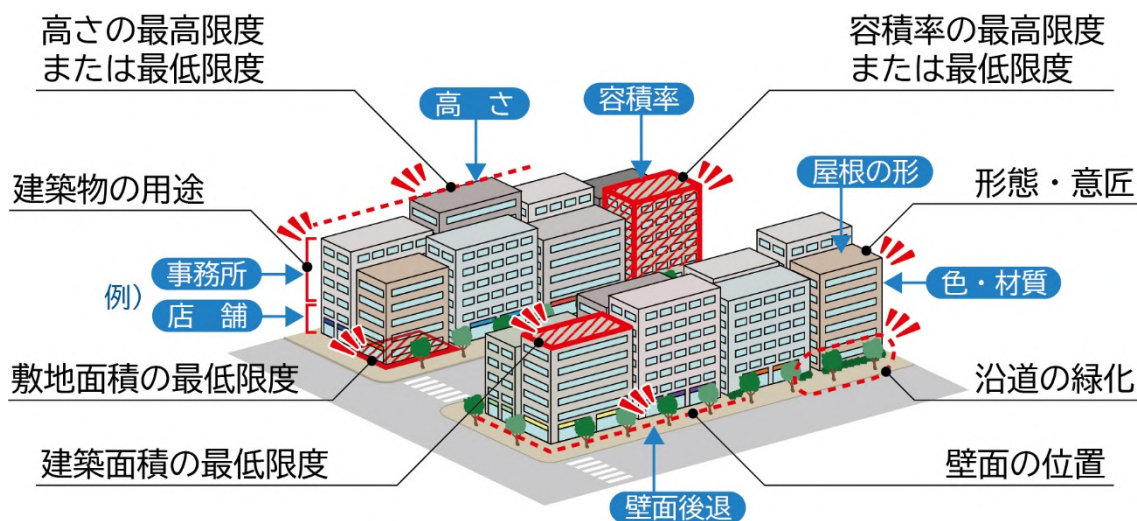 高さの最高限度
または最低限度
容積率の最高限度
または最低限度
高 さ
容積率
建築物の用途
屋根の形
形態・意匠
例）
事務所
店 舗
色・材質
敷地面積の最低限度
沿道の緑化
建築面積の最低限度
壁面の位置
壁面後退